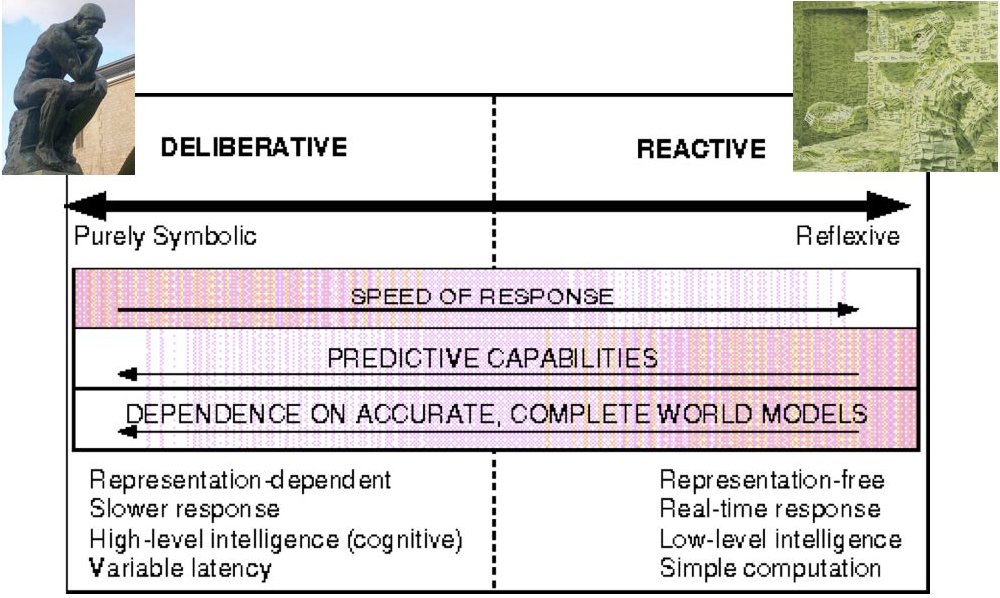 DELIBERATIVE
REACTIVE
Purely Symbolic
Reflexive
SPEED OF RESPONSE
PREDICTIVE CAPABILITIES
DEPENDENCE ON ACCURATE, COMPLETE WORLD MODELS
Representation-dependent
Slower response
High-level intelligence (cognitive)
Variable latency
Representation-free
Real-time response
Low-level intelligence
Simple computation